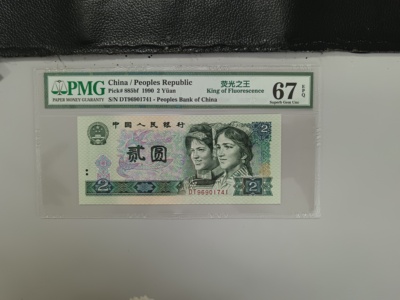 PMG
PAPER MONEY GUARANTY
China / Peoples Republic
Pick# 885bf 1990 2 Yüan
S/N DT96901741 - Peoples Bank of China
荧光之王
King of Fluorescence
67 EPQ
Superb Gem Unc
中国人民银行
2
贰圆
2
2
DT96901741